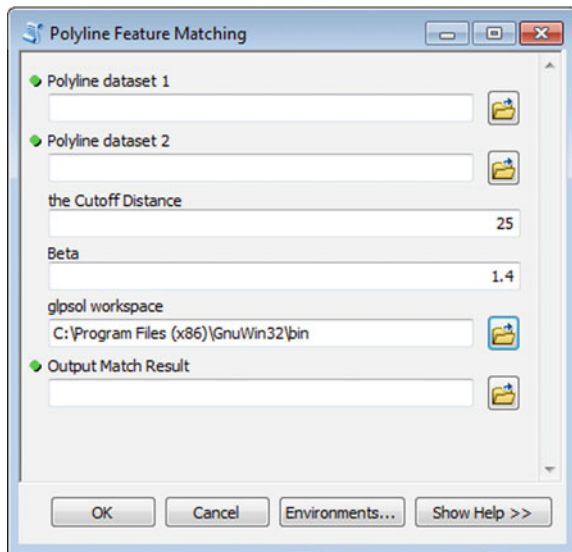 Polyline Feature Matching
Polyline dataset 1
Polyline dataset 2
the Cutoff Distance
25
Beta
1.4
glpsol workspace
C:\Program Files (x86)\GnuWin32\bin
Output Match Result
OK
Cancel
Environments...
Show Help >>